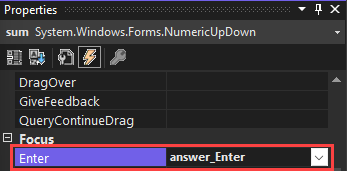 Properties
sum System.Windows.Forms.NumericUpDown
DragOver
GiveFeedback
QueryContinueDrag
Focus
Enter answer_Enter